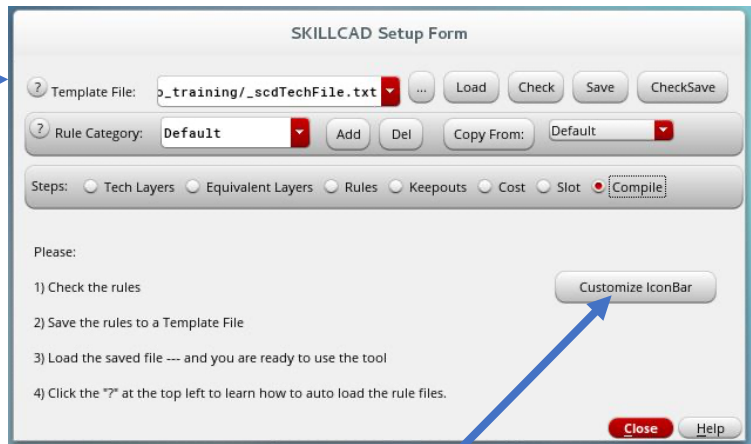 SKILLCAD Setup Form
? Template File: o_training/_scdTechFile.txt ... Load Check Save CheckSave
? Rule Category: Default Add Del Copy From: Default
Steps: Tech Layers Equivalent Layers Rules Keepouts Cost Slot Compile
Please:
1) Check the rules
Customize IconBar
2) Save the rules to a Template File
3) Load the saved file --- and you are ready to use the tool
4) Click the "?" at the top left to learn how to auto load the rule files.
Close Help